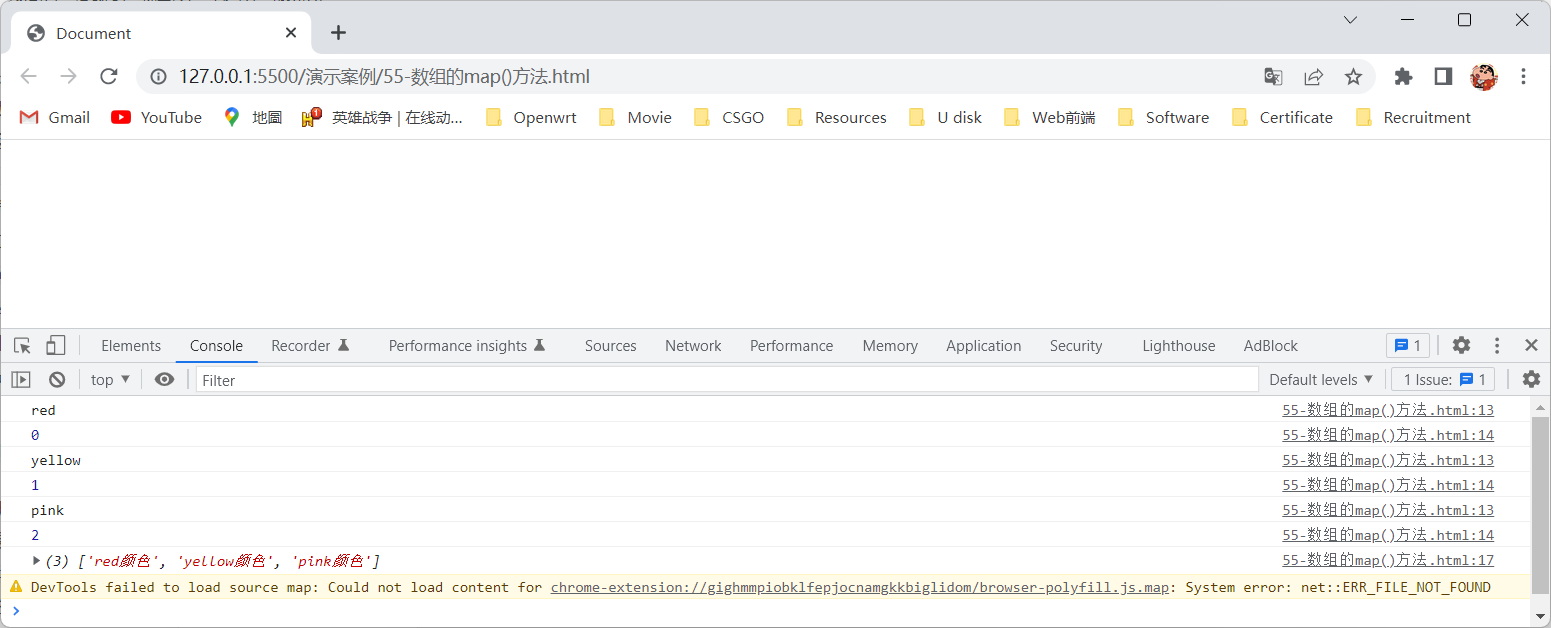 Document
127.0.0.1:5500/演示案例/55-数组的map()方法.html
Gmail YouTube 地圖 英雄战争 | 在线动... Openwrt Movie CSGO Resources U disk Web前端 Software Certificate Recruitment
Elements Console Recorder Performance insights Sources Network Performance Memory Application Security Lighthouse AdBlock 1
top Filter Default levels 1 Issue: 1
red 55-数组的map()方法.html:13
0 55-数组的map()方法.html:14
yellow 55-数组的map()方法.html:13
1 55-数组的map()方法.html:14
pink 55-数组的map()方法.html:13
2 55-数组的map()方法.html:14
(3) ['red颜色', 'yellow颜色', 'pink颜色'] 55-数组的map()方法.html:17
DevTools failed to load source map: Could not load content for chrome-extension://gighmmpiobklfepjocnamgkkbiglidom/browser-polyfill.js.map: System error: net::ERR_FILE_NOT_FOUND